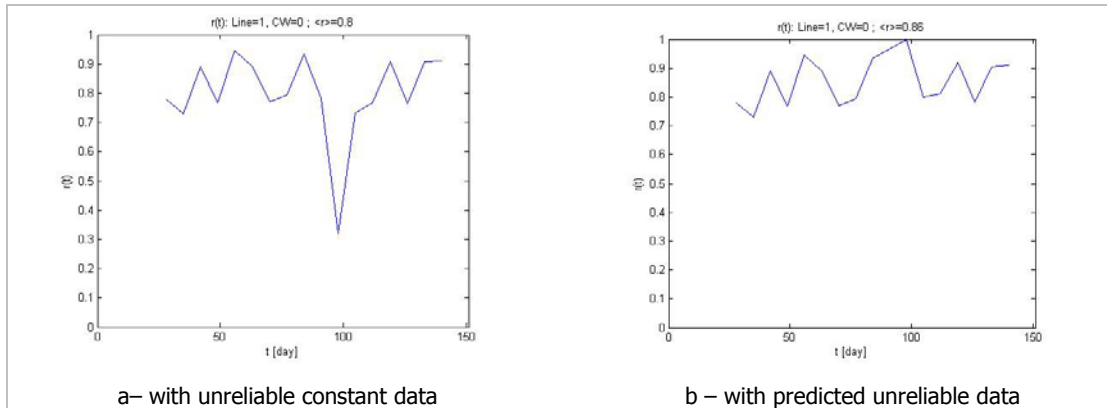 r(t): Line=1, CW=0 ; <r>=0.8
1
0.9
0.8
0.7
0.6
0.5
0.4
0.3
0.2
0.1
0
r(t)
0 50 100 150
t [day]
a– with unreliable constant data
r(t): Line=1, CW=0 ; <r>=0.86
1
0.9
0.8
0.7
0.6
0.5
0.4
0.3
0.2
0.1
0
r(t)
0 50 100 150
t [day]
b – with predicted unreliable data